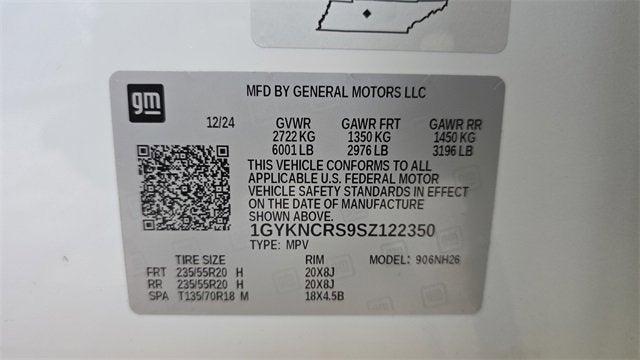 gm
MFD BY GENERAL MOTORS LLC
12/24 GVWR GAWR FRT GAWR RR
2722 KG 1350 KG 1450 KG
6001 LB 2976 LB 3196 LB
THIS VEHICLE CONFORMS TO ALL
APPLICABLE U.S. FEDERAL MOTOR
VEHICLE SAFETY STANDARDS IN EFFECT
ON THE DATE OF MANUFACTURE
SHOWN ABOVE.
1GYKNCRS9SZ122350
TYPE: MPV
TIRE SIZE RIM MODEL: 906NH26
FRT 235/55R20 H 20X8J
RR 235/55R20 H 20X8J
SPA T135/70R18 M 18X4.5B